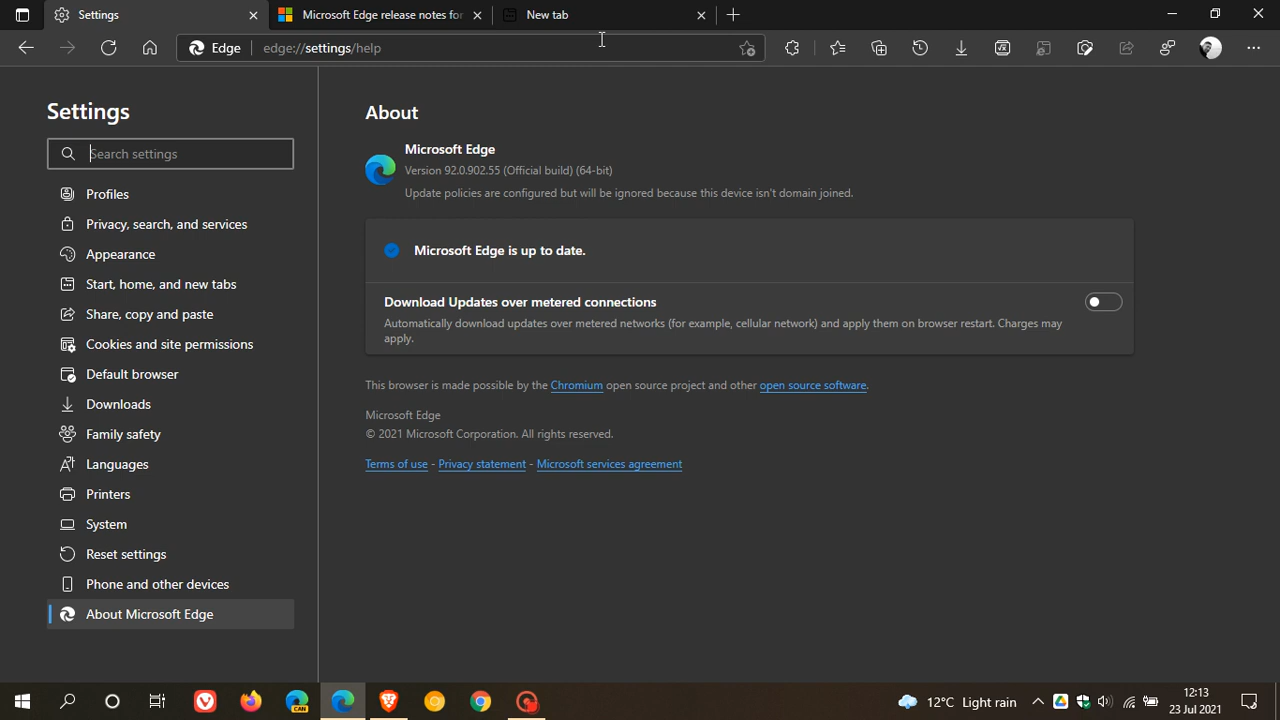 Settings
Microsoft Edge release notes for
New tab
Edge
edge://settings/help
Settings
Search settings
Profiles
Privacy, search, and services
Appearance
Start, home, and new tabs
Share, copy and paste
Cookies and site permissions
Default browser
Downloads
Family safety
Languages
Printers
System
Reset settings
Phone and other devices
About Microsoft Edge
About
Microsoft Edge
Version 92.0.902.55 (Official build) (64-bit)
Update policies are configured but will be ignored because this device isn't domain joined.
Microsoft Edge is up to date.
Download Updates over metered connections
Automatically download updates over metered networks (for example, cellular network) and apply them on browser restart. Charges may
apply.
This browser is made possible by the Chromium open source project and other open source software.
Microsoft Edge
© 2021 Microsoft Corporation. All rights reserved.
Terms of use - Privacy statement - Microsoft services agreement
CAN
12°C Light rain
12:13
23 Jul 2021